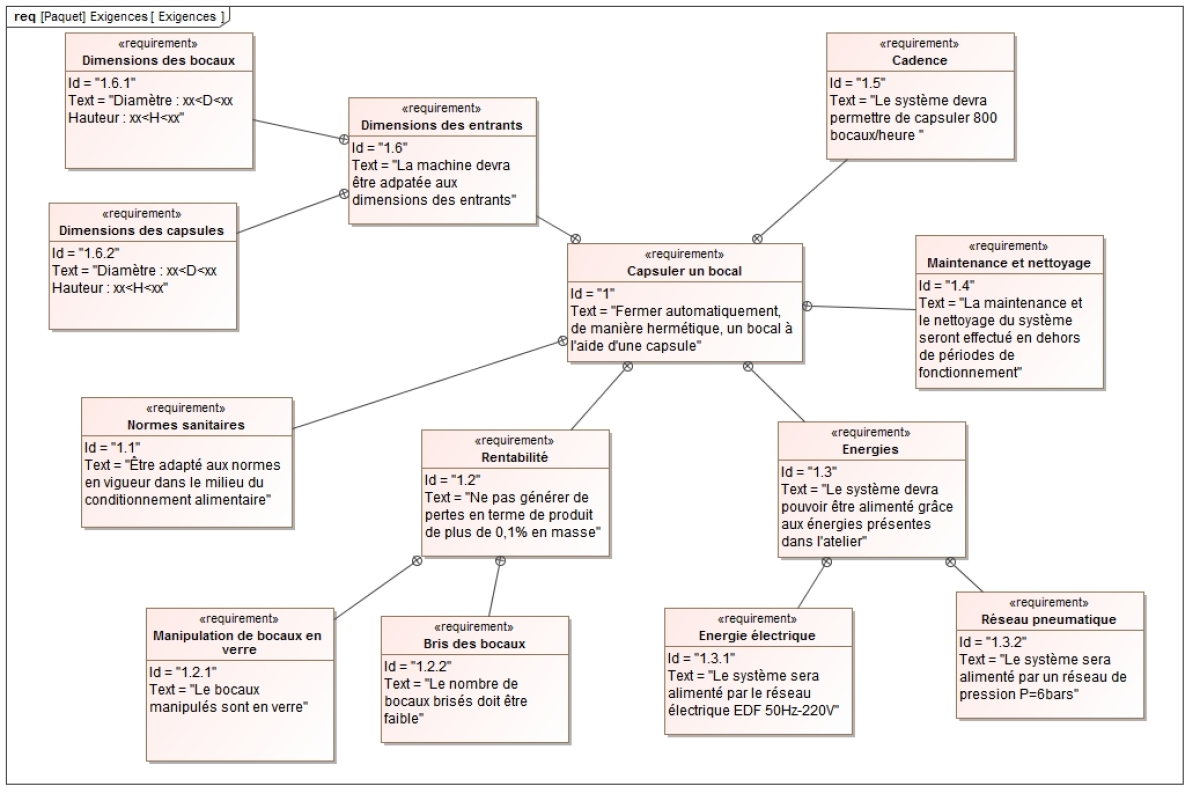 req [Paquet] Exigences [ Exigences ]
«requirement»
Dimensions des bocaux
Id = "1.6.1"
Text = "Diamètre : xx<D<xx
Hauteur : xx<H<xx"
«requirement»
Dimensions des entrants
Id = "1.6"
Text = "La machine devra
être adpatée aux
dimensions des entrants"
«requirement»
Cadence
Id = "1.5"
Text = "Le système devra
permettre de capsuler 800
bocaux/heure "
«requirement»
Dimensions des capsules
Id = "1.6.2"
Text = "Diamètre : xx<D<xx
Hauteur : xx<H<xx"
«requirement»
Capsuler un bocal
Id = "1"
Text = "Fermer automatiquement,
de manière hermétique, un bocal à
l'aide d'une capsule"
«requirement»
Maintenance et nettoyage
Id = "1.4"
Text = "La maintenance et
le nettoyage du système
seront effectué en dehors
de périodes de
fonctionnement"
«requirement»
Normes sanitaires
Id = "1.1"
Text = "Être adapté aux normes
en vigueur dans le milieu du
conditionnement alimentaire"
«requirement»
Rentabilité
Id = "1.2"
Text = "Ne pas générer de
pertes en terme de produit
de plus de 0,1% en masse"
«requirement»
Energies
Id = "1.3"
Text = "Le système devra
pouvoir être alimenté grâce
aux énergies présentes
dans l'atelier"
«requirement»
Manipulation de bocaux en
verre
Id = "1.2.1"
Text = "Le bocaux
manipulés sont en verre"
«requirement»
Bris des bocaux
Id = "1.2.2"
Text = "Le nombre de
bocaux brisés doit être
faible"
«requirement»
Energie électrique
Id = "1.3.1"
Text = "Le système sera
alimenté par le réseau
électrique EDF 50Hz-220V"
«requirement»
Réseau pneumatique
Id = "1.3.2"
Text = "Le système sera
alimenté par un réseau de
pression P=6bars"